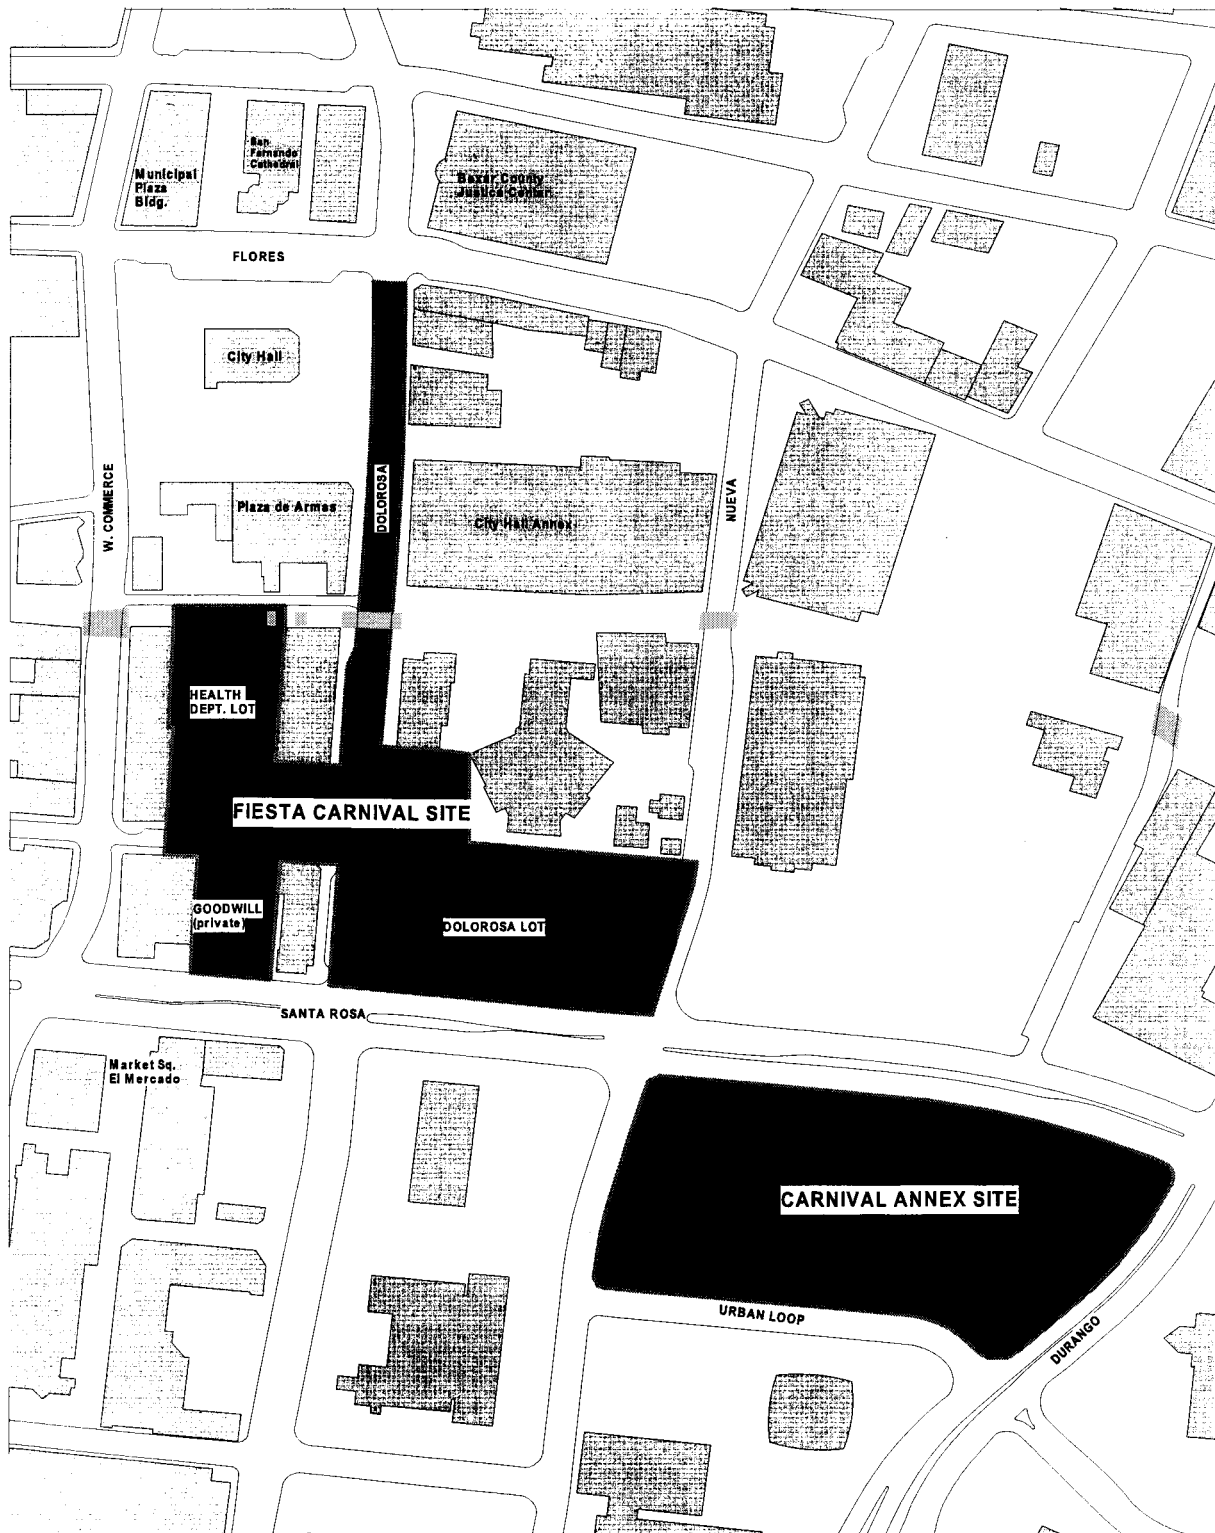 San
Fernando
Cathedral
Municipal
Plaza
Bldg.
Bexar County
Justice Center
FLORES
City Hall
W. COMMERCE
DOLOROSA
NUEVA
Plaza de Armas
City Hall Annex
HEALTH
DEPT. LOT
FIESTA CARNIVAL SITE
GOODWILL
(private)
DOLOROSA LOT
SANTA ROSA
Market Sq.
El Mercado
CARNIVAL ANNEX SITE
URBAN LOOP
DURANGO